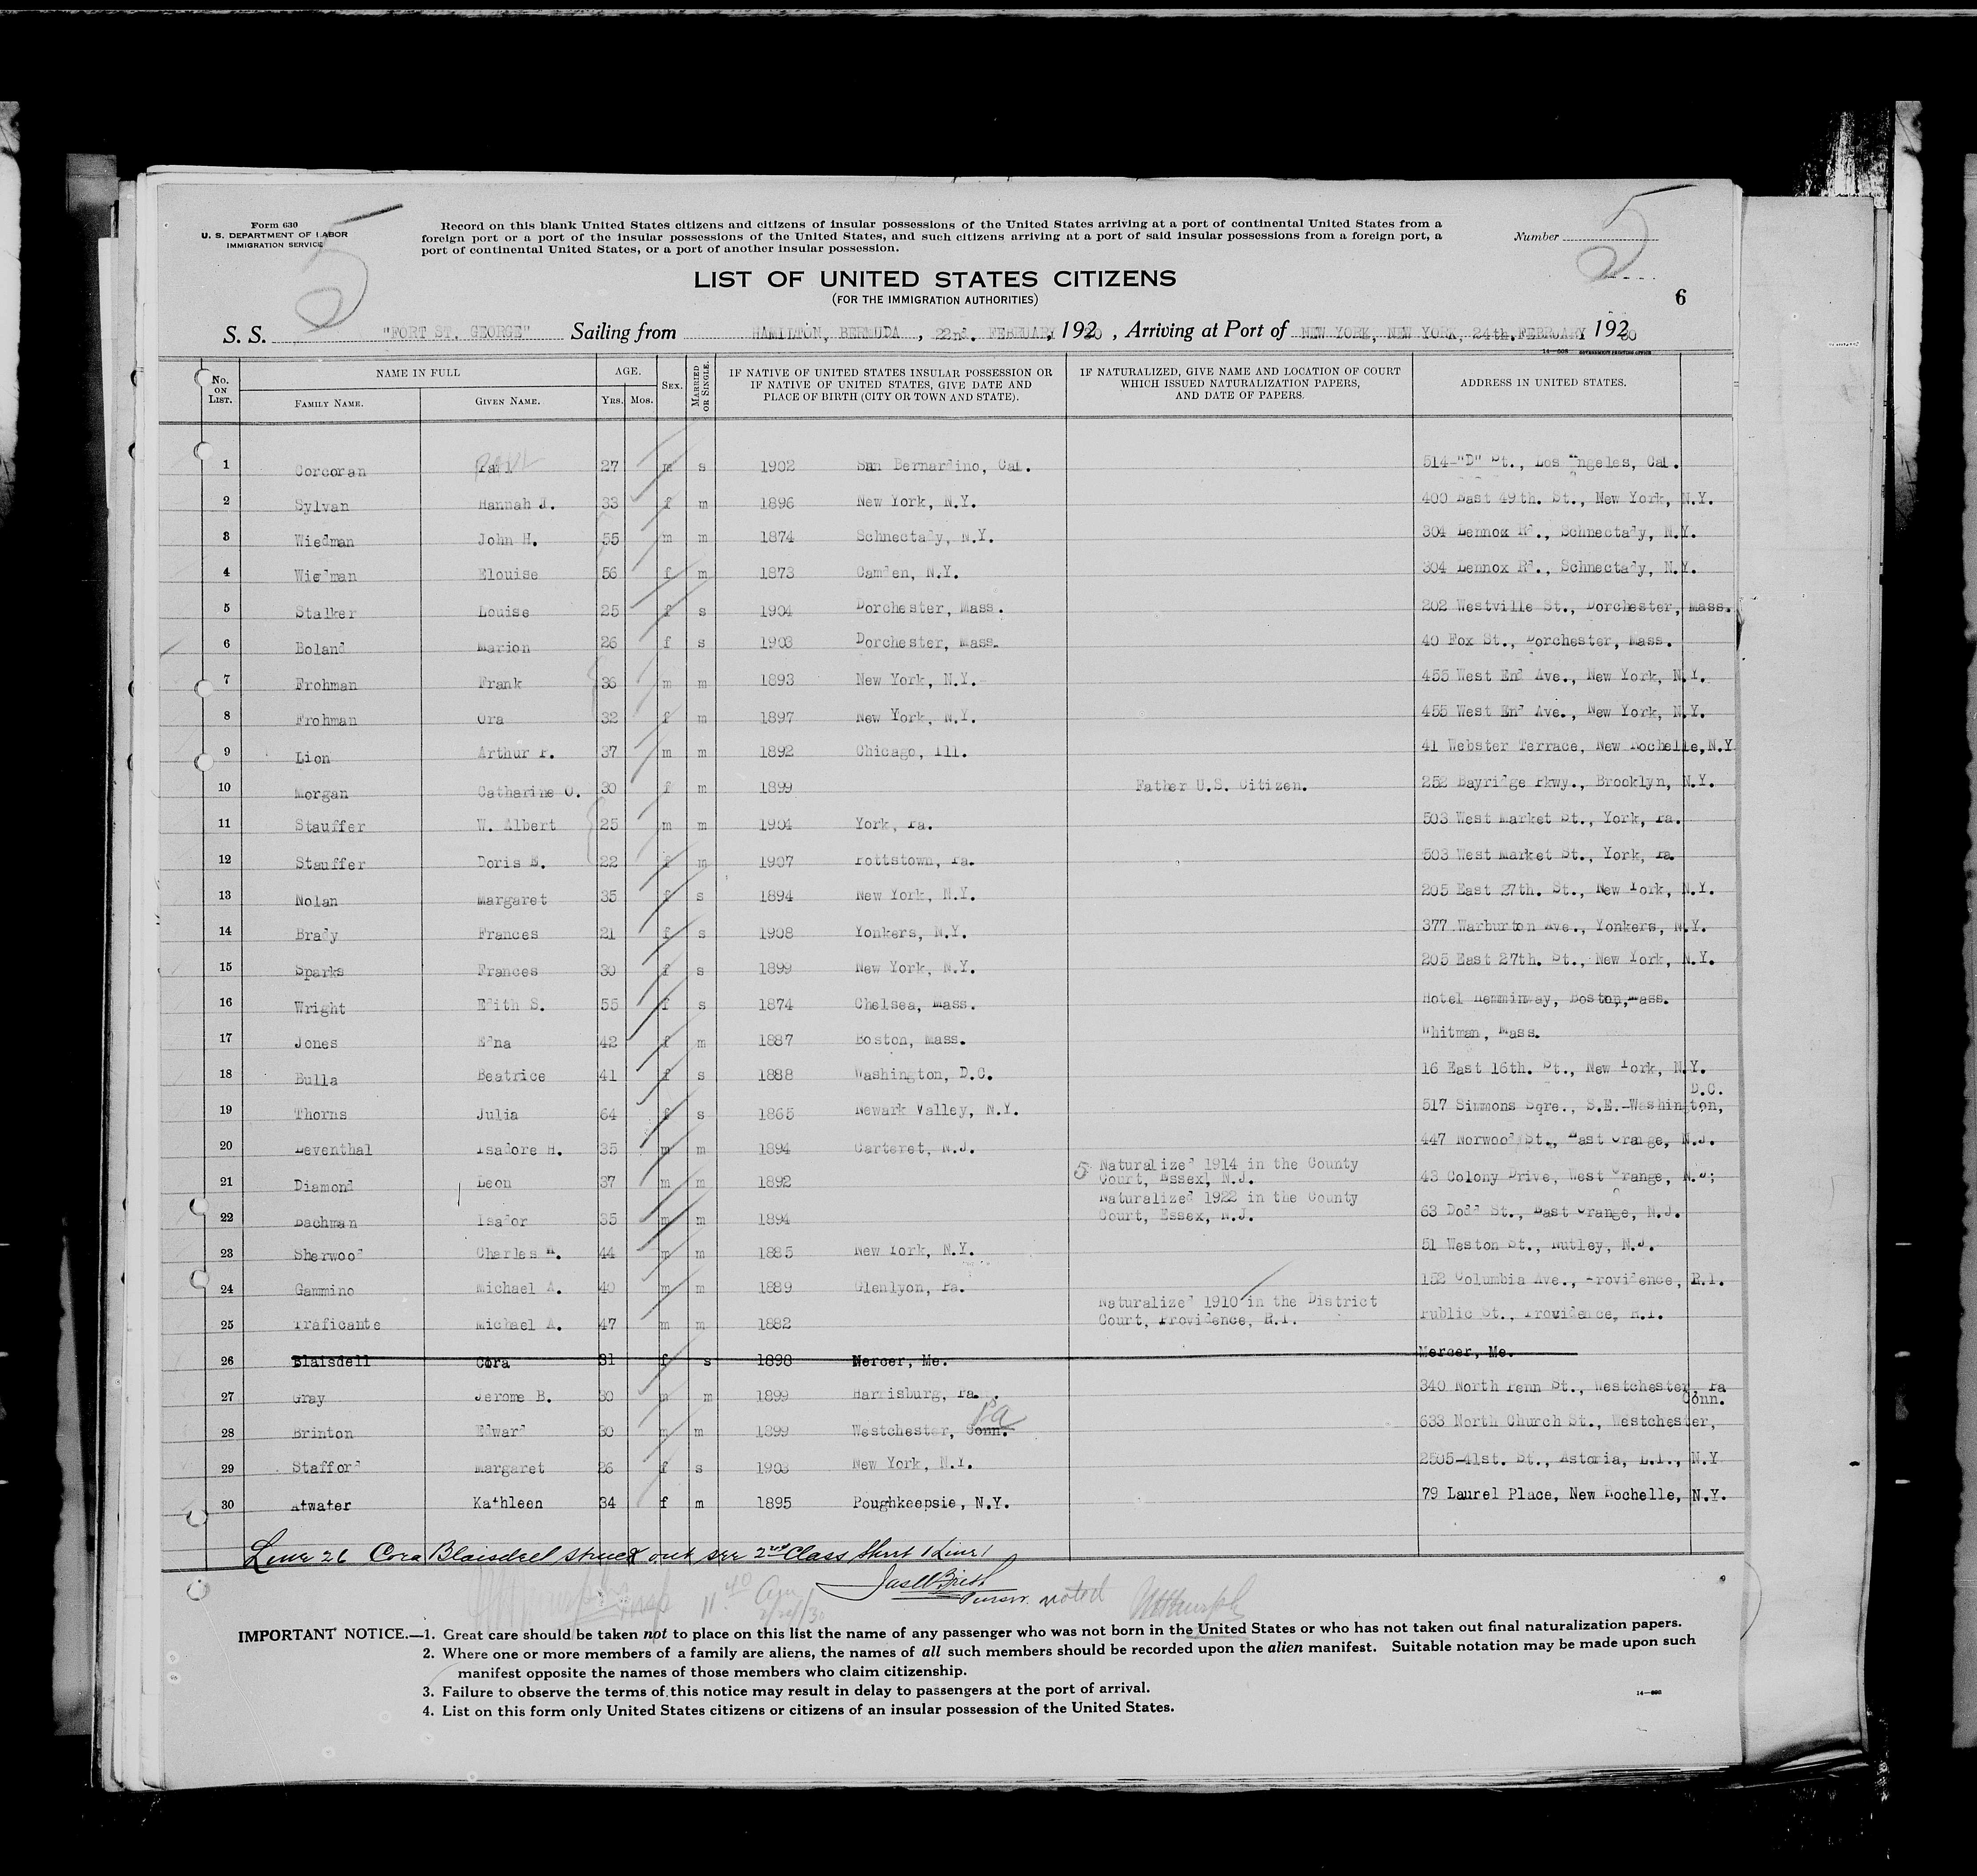 Form 630
U. S. DEPARTMENT OF LABOR
IMMIGRATION SERVICE
5
Record on this blank United States citizens and citizens of insular possessions of the United States arriving at a port of continental United States from a
foreign port or a port of the insular possessions of the United States, and such citizens arriving at a port of said insular possessions from a foreign port, a
port of continental United States, or a port of another insular possession.
Number 5
LIST OF UNITED STATES CITIZENS
(FOR THE IMMIGRATION AUTHORITIES)
6
S. S. "FORT ST. GEORGE" Sailing from HAMILTON, BERMUDA, 22nd. FEBRUARY, 1930, Arriving at Port of NEW YORK, NEW YORK, 24th. FEBRUARY 1930
No. ON LIST. NAME IN FULL FAMILY NAME. GIVEN NAME. AGE. YRS. MOS. SEX. MARRIED OR SINGLE. IF NATIVE OF UNITED STATES INSULAR POSSESSION OR IF NATIVE OF UNITED STATES, GIVE DATE AND PLACE OF BIRTH (CITY OR TOWN AND STATE). IF NATURALIZED, GIVE NAME AND LOCATION OF COURT WHICH ISSUED NATURALIZATION PAPERS, AND DATE OF PAPERS. ADDRESS IN UNITED STATES.
1 Corcoran 27 m s 1902 San Bernardino, Cal. 514-"D" St., Los Angeles, Cal.
2 Sylvan Hannah J. 33 f m 1896 New York, N.Y. 400 East 49th. St., New York, N.Y.
3 Wiedman John H. 55 m m 1874 Schnectady, N.Y. 304 Lennox Rd., Schnectady, N.Y.
4 Wiedman Elouise 56 f m 1873 Camden, N.Y. 304 Lennox Rd., Schnectady, N.Y.
5 Stalker Louise 25 f s 1904 Dorchester, Mass. 202 Westville St., Dorchester, Mass.
6 Boland Marion 26 f s 1903 Dorchester, Mass. 40 Fox St., Dorchester, Mass.
7 Frohman Frank 36 m m 1893 New York, N.Y. 455 West End Ave., New York, N.Y.
8 Frohman Ora 32 f m 1897 New York, N.Y. 455 West End Ave., New York, N.Y.
9 Lion Arthur P. 37 m m 1892 Chicago, Ill. 41 Webster Terrace, New Rochelle, N.Y
10 Morgan Catharine O. 30 f m 1899 Father U.S. Citizen. 252 Bayridge Pkwy., Brooklyn, N.Y.
11 Stauffer W. Albert 25 m m 1904 York, Pa. 503 West Market St., York, Pa.
12 Stauffer Doris E. 22 f m 1907 Pottstown, Pa. 503 West Market St., York, Pa
13 Nolan Margaret 35 f s 1894 New York, N.Y. 205 East 27th. St., New York, N.Y.
14 Brady Frances 21 f s 1908 Yonkers, N.Y. 377 Warburton Ave., Yonkers, N.Y.
15 Sparks Frances 30 f s 1899 New York, N.Y. 205 East 27th. St., New York, N.Y.
16 Wright Edith S. 55 f s 1874 Chelsea, Mass. Hotel Hemminway, Boston, Mass.
17 Jones Edna 42 f m 1887 Boston, Mass. Whitman, Mass.
18 Bulla Beatrice 41 f s 1888 Washington, D.C. 16 East 16th. St., New York, N.Y.
19 Thorns Julia 64 f s 1865 Newark Valley, N.Y. 517 Simmons Sqre., S.E.-Washington, D.C.
20 Leventhal Isadore H. 35 m m 1894 Carteret, N.J. 447 Norwood St., East Orange, N.J.
21 Diamond Leon 37 m m 1892 5 Naturalized 1914 in the County Court, Essex, N.J. 43 Colony Drive, West Orange, N.J;
22 Bachman Isador 35 m m 1894 Naturalized 1922 in the County Court, Essex, N.J. 63 Dodd St., East Orange, N.J.
23 Sherwood Charles H. 44 m m 1885 New York, N.Y. 51 Weston St., Nutley, N.J.
24 Gammino Michael A. 40 m m 1889 Glenlyon, Pa. 152 Columbia Ave., Providence, R.I.
25 Traficante Michael A. 47 m m 1882 Naturalized 1910 in the District Court, Providence, R.I. Public St., Providence, R.I.
26 Blaisdell Cora 31 f s 1898 Mercer, Me. Mercer, Me.
27 Gray Jerome B. 30 m m 1899 Harrisburg, Pa. 340 North Penn St., Westchester, Pa
28 Brinton Edward 30 m m 1899 Westchester, Conn. Pa 633 North Church St., Westchester, Conn.
29 Stafford Margaret 26 f s 1903 New York, N.Y. 2505-41st. St., Astoria, L.I., N.Y
30 Atwater Kathleen 34 f m 1895 Poughkeepsie, N.Y. 79 Laurel Place, New Rochelle, N.Y.
Line 26 Cora Blaisdell struck out see 2nd Class Sheet 1 Line 1
11 40 am 2/24/30
Purser. noted
IMPORTANT NOTICE.—1. Great care should be taken not to place on this list the name of any passenger who was not born in the United States or who has not taken out final naturalization papers.
2. Where one or more members of a family are aliens, the names of all such members should be recorded upon the alien manifest. Suitable notation may be made upon such
manifest opposite the names of those members who claim citizenship.
3. Failure to observe the terms of this notice may result in delay to passengers at the port of arrival.
4. List on this form only United States citizens or citizens of an insular possession of the United States.